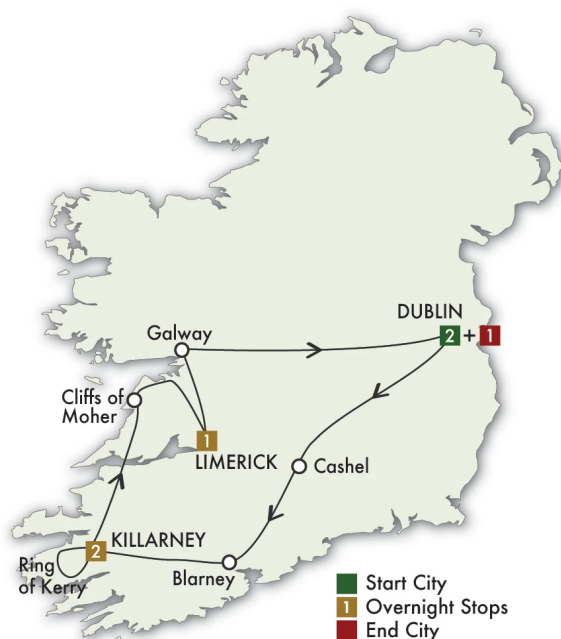 DUBLIN
2 + 1
Galway
Cliffs of
Moher
1
LIMERICK
Cashel
2 KILLARNEY
Ring
of Kerry
Blarney
Start City
1 Overnight Stops
End City